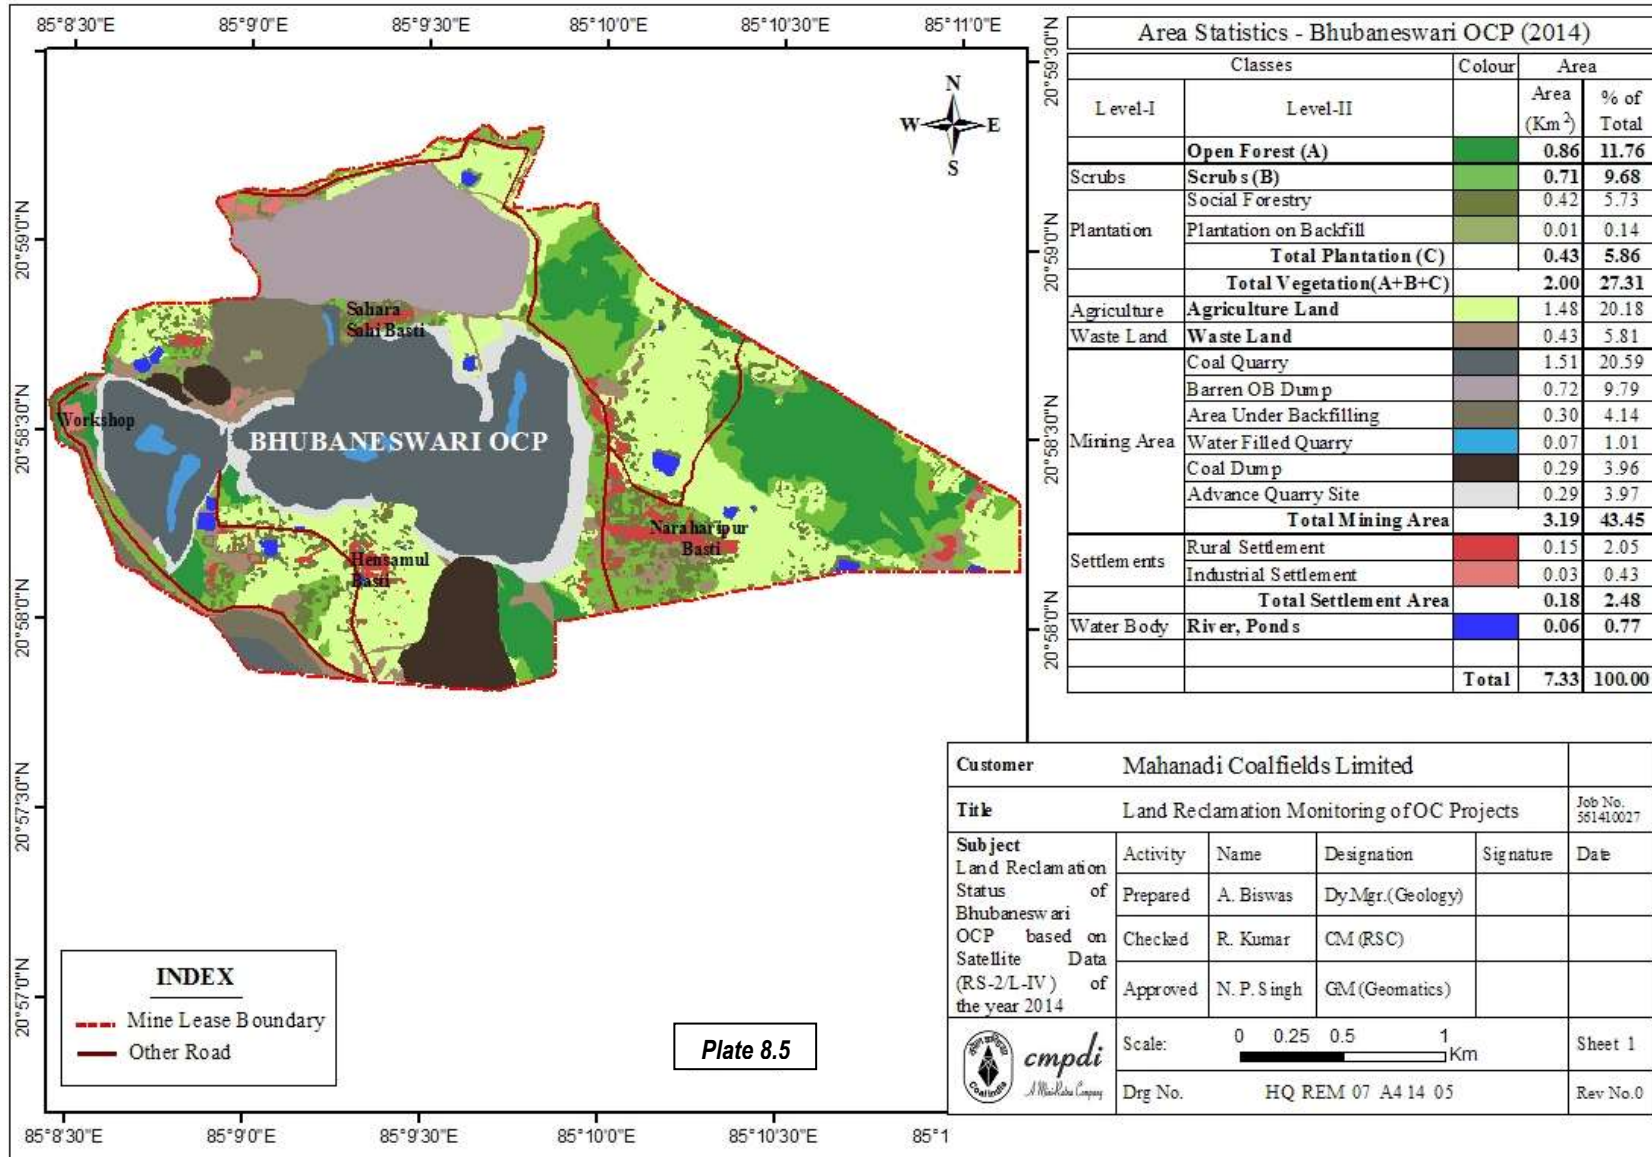 85°8'30"E 85°9'0"E 85°9'30"E 85°10'0"E 85°10'30"E 85°11'0"E
20°59'0"N
20°58'30"N
20°58'0"N
20°57'30"N
20°57'0"N
N
W E
S
Sahara
Sahi Basti
Workshop
BHUBANESWARI OCP
Hensamul
Basti
Naraharipur
Basti
20°59'30"N
20°59'0"N
20°58'30"N
20°58'0"N
INDEX
Mine Lease Boundary
Other Road
Plate 8.5
85°8'30"E 85°9'0"E 85°9'30"E 85°10'0"E 85°10'30"E 85°1
Area Statistics - Bhubaneswari OCP (2014)
Classes Colour Area
Level-I Level-II Area (Km²) % of Total
Open Forest (A) 0.86 11.76
Scrubs Scrubs (B) 0.71 9.68
Plantation Social Forestry 0.42 5.73
Plantation on Backfill 0.01 0.14
Total Plantation (C) 0.43 5.86
Total Vegetation(A+B+C) 2.00 27.31
Agriculture Agriculture Land 1.48 20.18
Waste Land Waste Land 0.43 5.81
Mining Area Coal Quarry 1.51 20.59
Barren OB Dump 0.72 9.79
Area Under Backfilling 0.30 4.14
Water Filled Quarry 0.07 1.01
Coal Dump 0.29 3.96
Advance Quarry Site 0.29 3.97
Total Mining Area 3.19 43.45
Settlements Rural Settlement 0.15 2.05
Industrial Settlement 0.03 0.43
Total Settlement Area 0.18 2.48
Water Body River, Ponds 0.06 0.77
Total 7.33 100.00
Customer Mahanadi Coalfields Limited
Title Land Reclamation Monitoring of OC Projects Job No. 561410027
Subject
Land Reclamation
Status of
Bhubaneswari
OCP based on
Satellite Data
(RS-2/L-IV) of
the year 2014
Activity Name Designation Signature Date
Prepared A. Biswas Dy.Mgr.(Geology)
Checked R. Kumar CM (RSC)
Approved N. P. Singh GM (Geomatics)
cmpdi
A Mini Ratna Company
Coal India
Scale: 0 0.25 0.5 1 Km
Sheet 1
Drg No. HQ REM 07 A4 14 05
Rev No.0